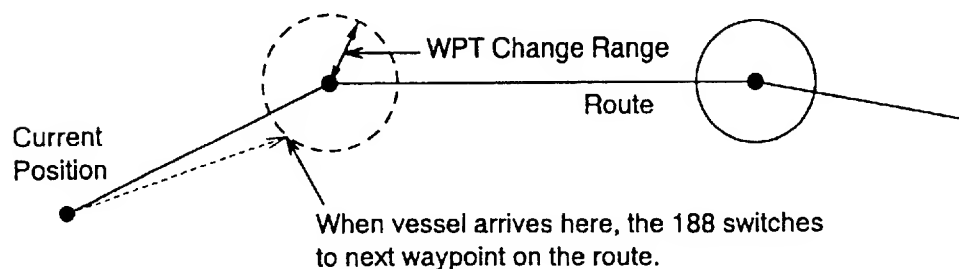 WPT Change Range
Route
Current
Position
When vessel arrives here, the 188 switches
to next waypoint on the route.